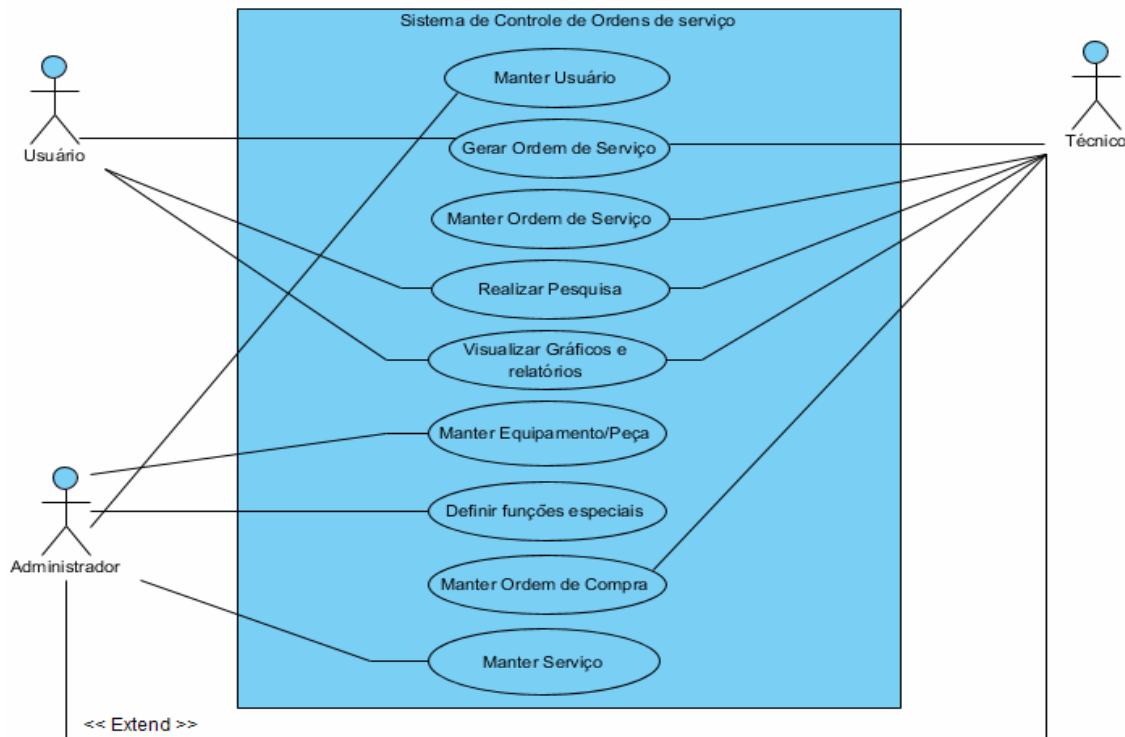 Sistema de Controle de Ordens de serviço
Manter Usuário
Usuário
Gerar Ordem de Serviço
Técnico
Manter Ordem de Serviço
Realizar Pesquisa
Visualizar Gráficos e
relatórios
Manter Equipamento/Peça
Definir funções especiais
Administrador
Manter Ordem de Compra
Manter Serviço
<< Extend >>